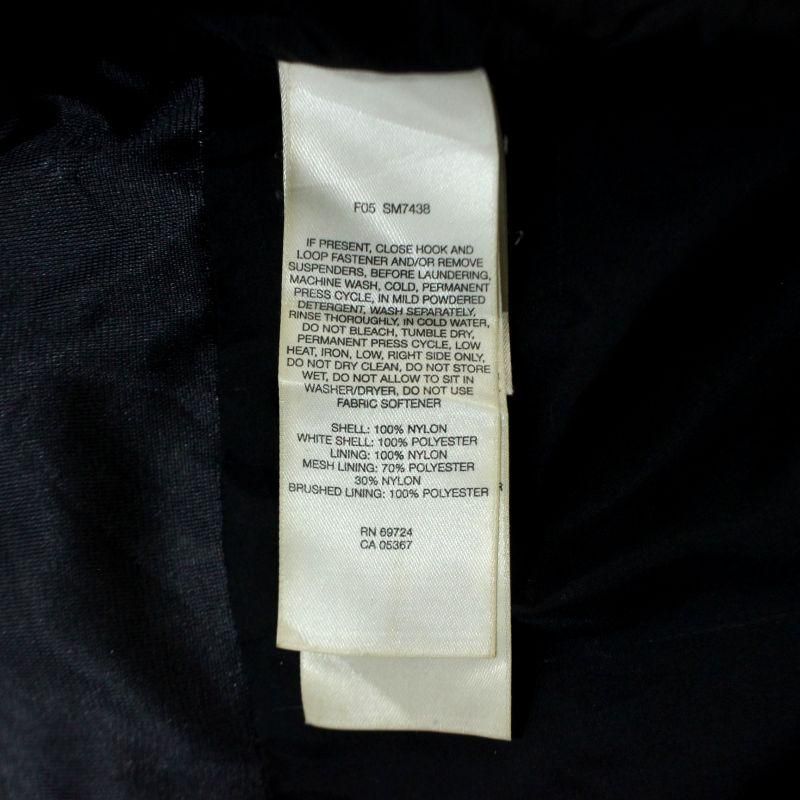 F05 SM7438
IF PRESENT, CLOSE HOOK AND
LOOP FASTENER AND/OR REMOVE
SUSPENDERS, BEFORE LAUNDERING,
MACHINE WASH, COLD, PERMANENT
PRESS CYCLE, IN MILD POWDERED
DETERGENT, WASH SEPARATELY,
RINSE THOROUGHLY, IN COLD WATER,
DO NOT BLEACH, TUMBLE DRY,
PERMANENT PRESS CYCLE, LOW
HEAT, IRON, LOW, RIGHT SIDE ONLY,
DO NOT DRY CLEAN, DO NOT STORE
WET, DO NOT ALLOW TO SIT IN
WASHER/DRYER, DO NOT USE
FABRIC SOFTENER
SHELL: 100% NYLON
WHITE SHELL: 100% POLYESTER
LINING: 100% NYLON
MESH LINING: 70% POLYESTER
30% NYLON
BRUSHED LINING: 100% POLYESTER
R
RN 69724
CA 05367